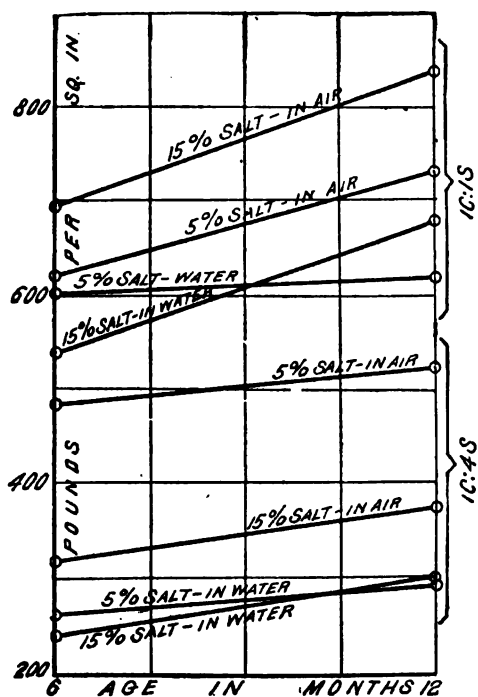 POUNDS PER SQ. IN.
800
600
400
200
15% SALT-IN AIR
5% SALT-IN AIR
5% SALT-WATER
15% SALT-IN WATER
5% SALT-IN AIR
15% SALT-IN AIR
5% SALT-IN WATER
15% SALT-IN WATER
1C:1S
1C:4S
6 AGE IN MONTHS 12